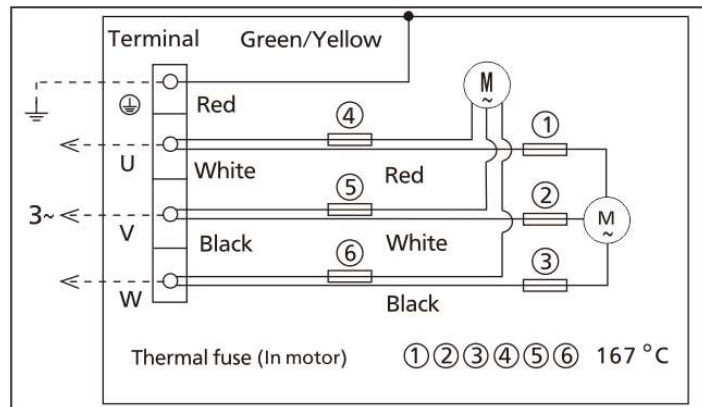 Terminal Green/Yellow
Red
④
M
~
①
U
White
Red
⑤
②
3~
V
Black
White
M
~
⑥
③
W
Black
Thermal fuse (In motor) ①②③④⑤⑥ 167 °C